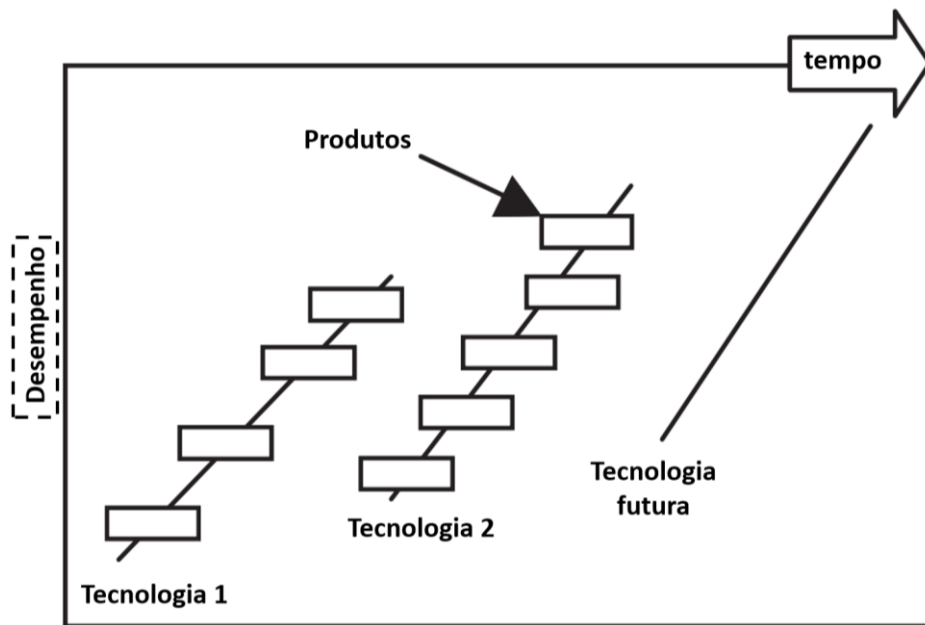 tempo
Produtos
Desempenho
Tecnologia
futura
Tecnologia 2
Tecnologia 1